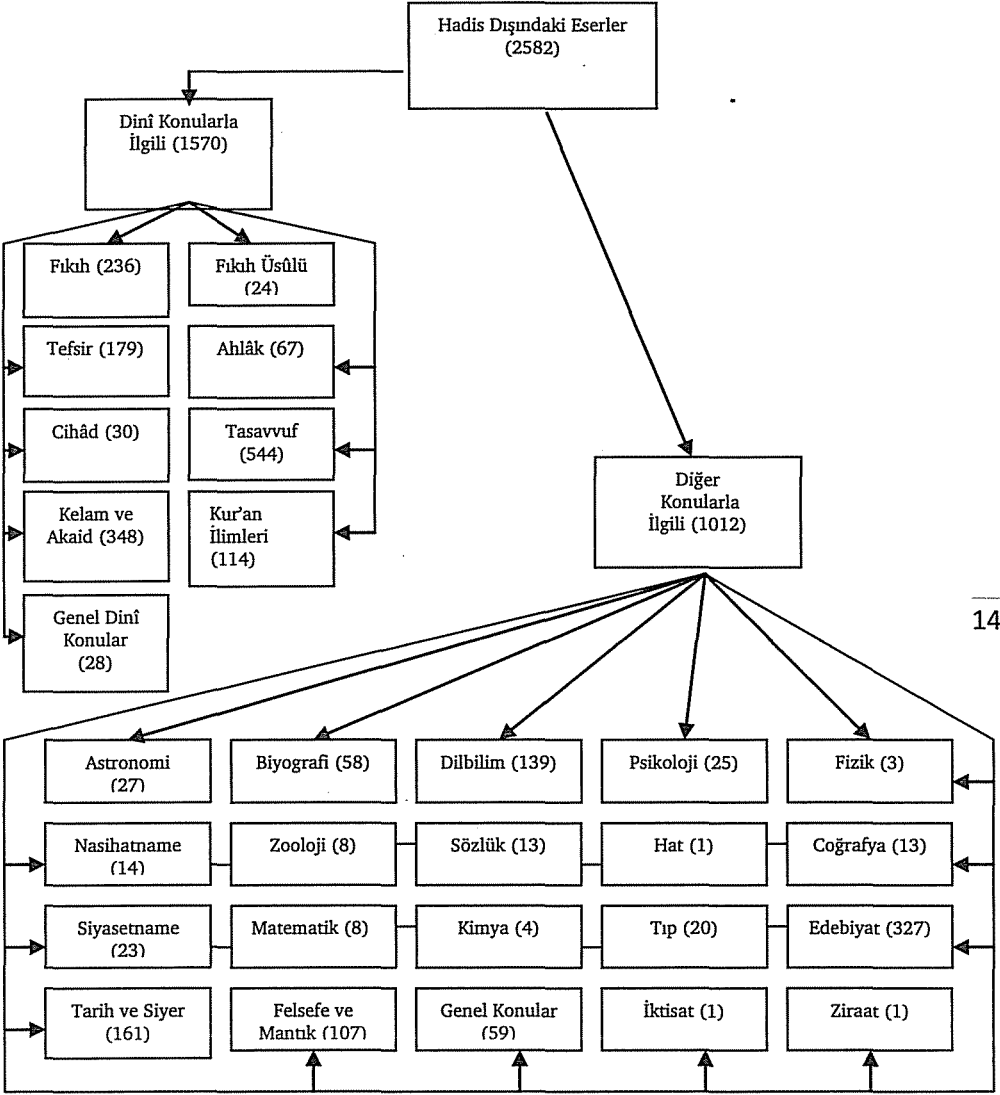 Hadis Dışındaki Eserler
(2582)
Dinî Konularla
İlgili (1570)
Fıkıh (236)
Fıkıh Üsûlü
(24)
Tefsir (179)
Ahlâk (67)
Cihâd (30)
Tasavvuf
(544)
Kelam ve
Akaid (348)
Kur'an
İlimleri
(114)
Genel Dinî
Konular
(28)
Diğer
Konularla
İlgili (1012)
14
Astronomi
(27)
Biyografi (58)
Dilbilim (139)
Psikoloji (25)
Fizik (3)
Nasihatname
(14)
Zooloji (8)
Sözlük (13)
Hat (1)
Coğrafya (13)
Siyasetname
(23)
Matematik (8)
Kimya (4)
Tıp (20)
Edebiyat (327)
Tarih ve Siyer
(161)
Felsefe ve
Mantık (107)
Genel Konular
(59)
İktisat (1)
Ziraat (1)